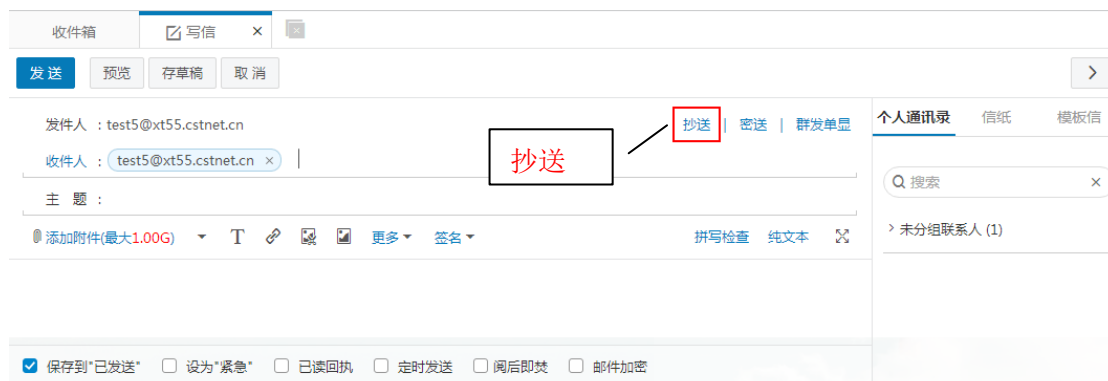 收件箱 写信
发送 预览 存草稿 取消
发件人 : test5@xt55.cstnet.cn 抄送 | 密送 | 群发单显 个人通讯录 信纸 模板信
抄送
收件人 : test5@xt55.cstnet.cn ×
搜索
主 题 :
未分组联系人 (1)
添加附件(最大1.00G) T 更多 签名 拼写检查 纯文本
保存到"已发送" 设为"紧急" 已读回执 定时发送 阅后即焚 邮件加密